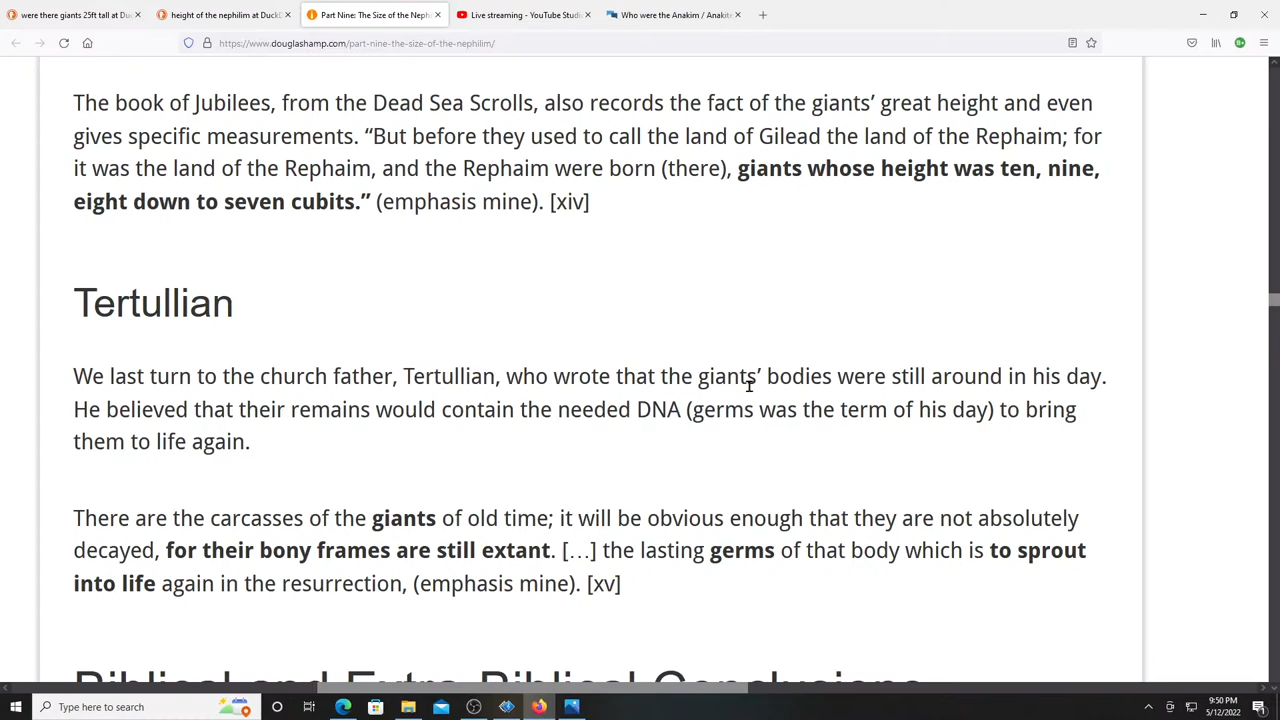 were there giants 25ft tall at Duck
height of the nephilim at DuckD
Part Nine: The Size of the Neph
Live streaming - YouTube Studi
Who were the Anakim / Anakite
https://www.douglashamp.com/part-nine-the-size-of-the-nephilim/
The book of Jubilees, from the Dead Sea Scrolls, also records the fact of the giants’ great height and even
gives specific measurements. “But before they used to call the land of Gilead the land of the Rephaim; for
it was the land of the Rephaim, and the Rephaim were born (there), giants whose height was ten, nine,
eight down to seven cubits.” (emphasis mine). [xiv]
Tertullian
We last turn to the church father, Tertullian, who wrote that the giants’ bodies were still around in his day.
He believed that their remains would contain the needed DNA (germs was the term of his day) to bring
them to life again.
There are the carcasses of the giants of old time; it will be obvious enough that they are not absolutely
decayed, for their bony frames are still extant. […] the lasting germs of that body which is to sprout
into life again in the resurrection, (emphasis mine). [xv]
Biblical and Extra-Biblical Conclusions
Type here to search
9:50 PM
5/12/2022